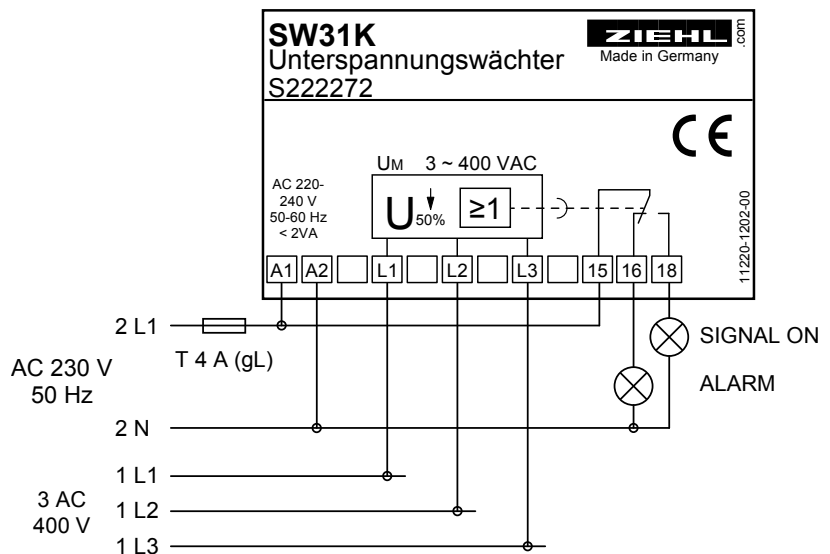 SW31K
ZIEHL
.com
Unterspannungswächter
Made in Germany
S222272
CE
UM 3 ~ 400 VAC
AC 220-
240 V
50-60 Hz
< 2VA
U 50% ≥1
11220-1202-00
A1 A2 L1 L2 L3 15 16 18
2 L1
T 4 A (gL)
SIGNAL ON
AC 230 V
50 Hz
ALARM
2 N
1 L1
3 AC
400 V
1 L2
1 L3